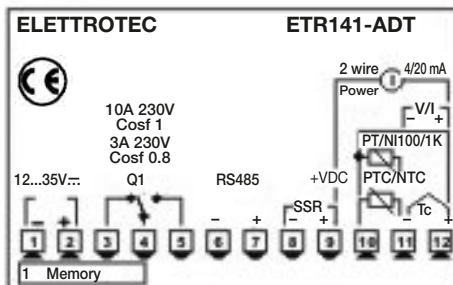 ELETTROTEC ETR141-ADT
CE
2 wire 4/20 mA
Power
V/I
- +
10A 230V
Cosf 1
3A 230V
Cosf 0.8
PT/NI100/1K
PTC/NTC
12...35V⎓ Q1 RS485 +VDC
SSR
Tc
- + - + - + - +
1 2 3 4 5 6 7 8 9 10 11 12
1 Memory